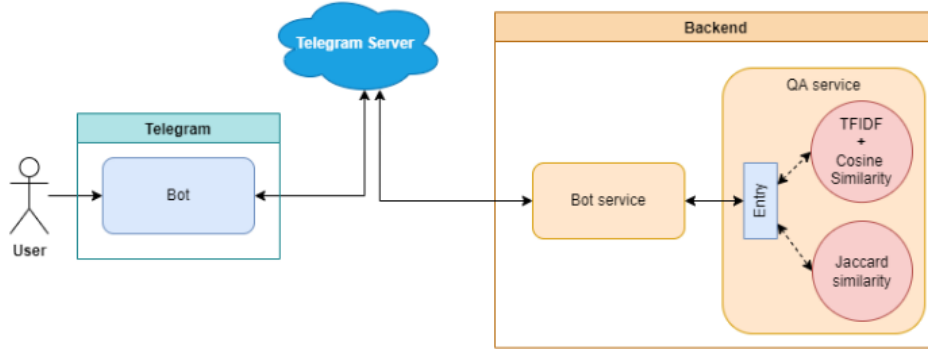 Telegram Server
Backend
QA service
Telegram
TFIDF
+
Cosine
Similarity
Bot
Bot service
Entry
User
Jaccard
similarity